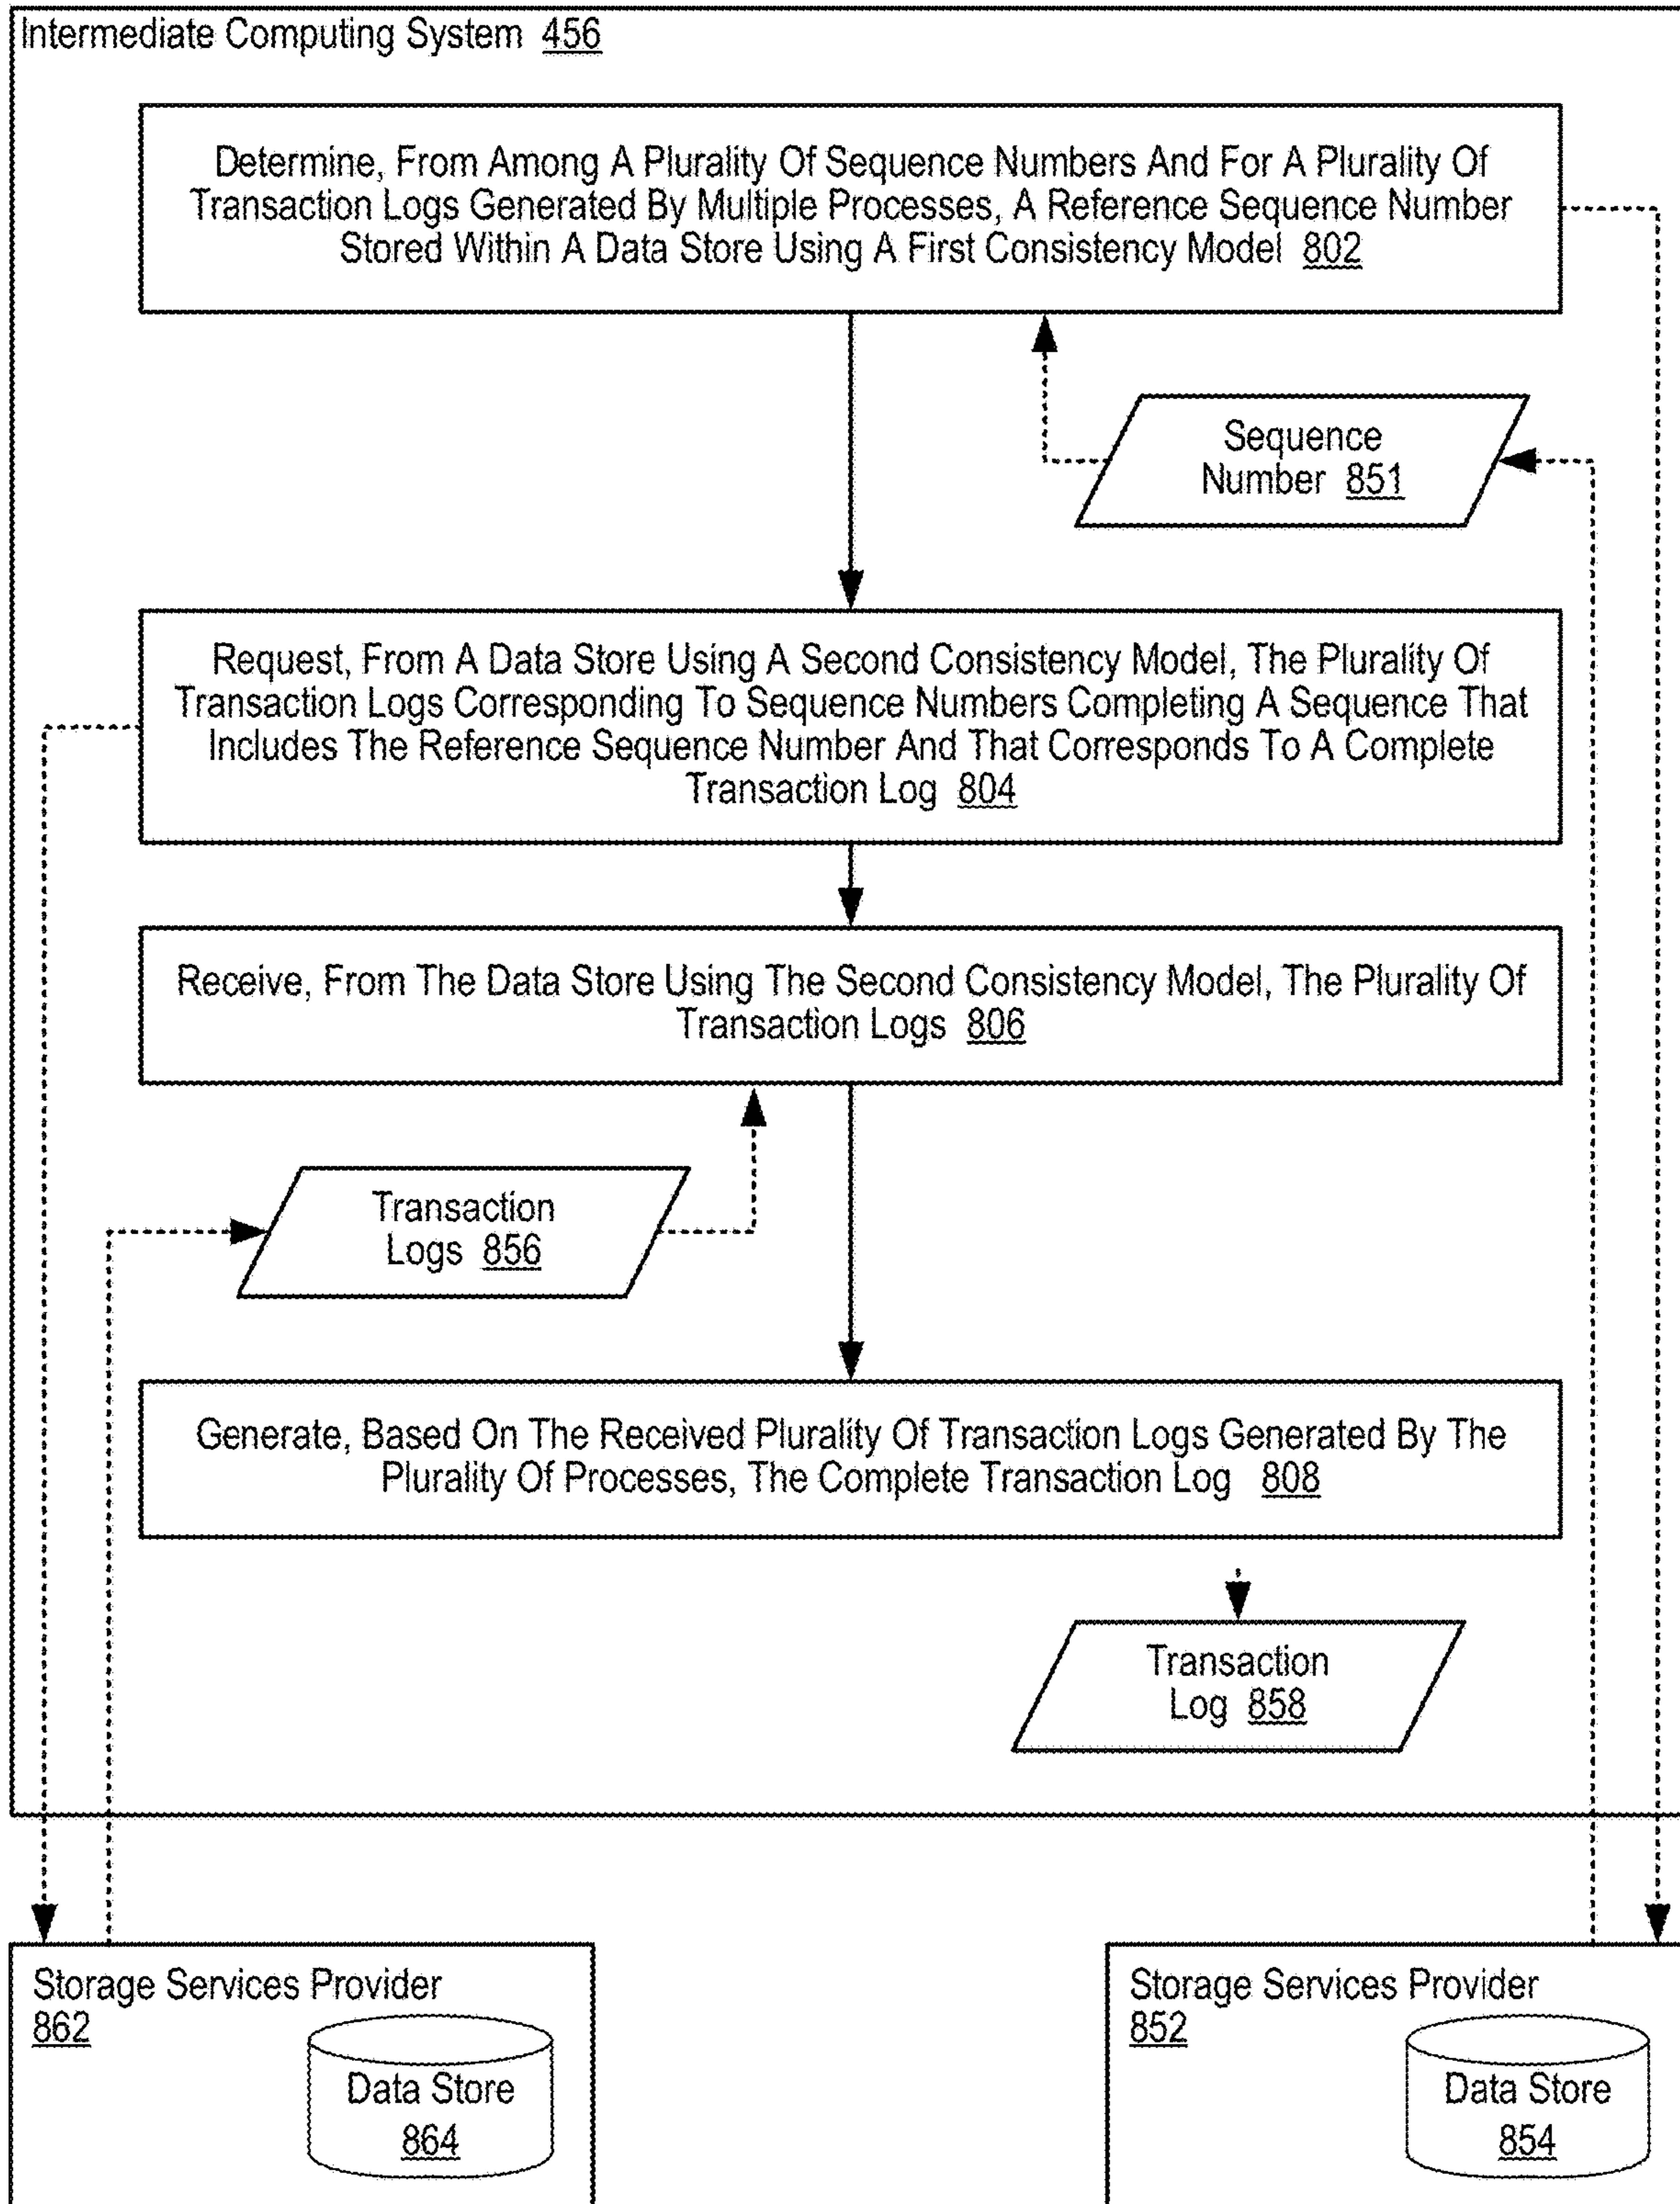 Intermediate Computing System 456
Determine, From Among A Plurality Of Sequence Numbers And For A Plurality Of
Transaction Logs Generated By Multiple Processes, A Reference Sequence Number
Stored Within A Data Store Using A First Consistency Model 802
Sequence
Number 851
Request, From A Data Store Using A Second Consistency Model, The Plurality Of
Transaction Logs Corresponding To Sequence Numbers Completing A Sequence That
Includes The Reference Sequence Number And That Corresponds To A Complete
Transaction Log 804
Receive, From The Data Store Using The Second Consistency Model, The Plurality Of
Transaction Logs 806
Transaction
Logs 856
Generate, Based On The Received Plurality Of Transaction Logs Generated By The
Plurality Of Processes, The Complete Transaction Log 808
Transaction
Log 858
Storage Services Provider
862
Data Store
864
Storage Services Provider
852
Data Store
854